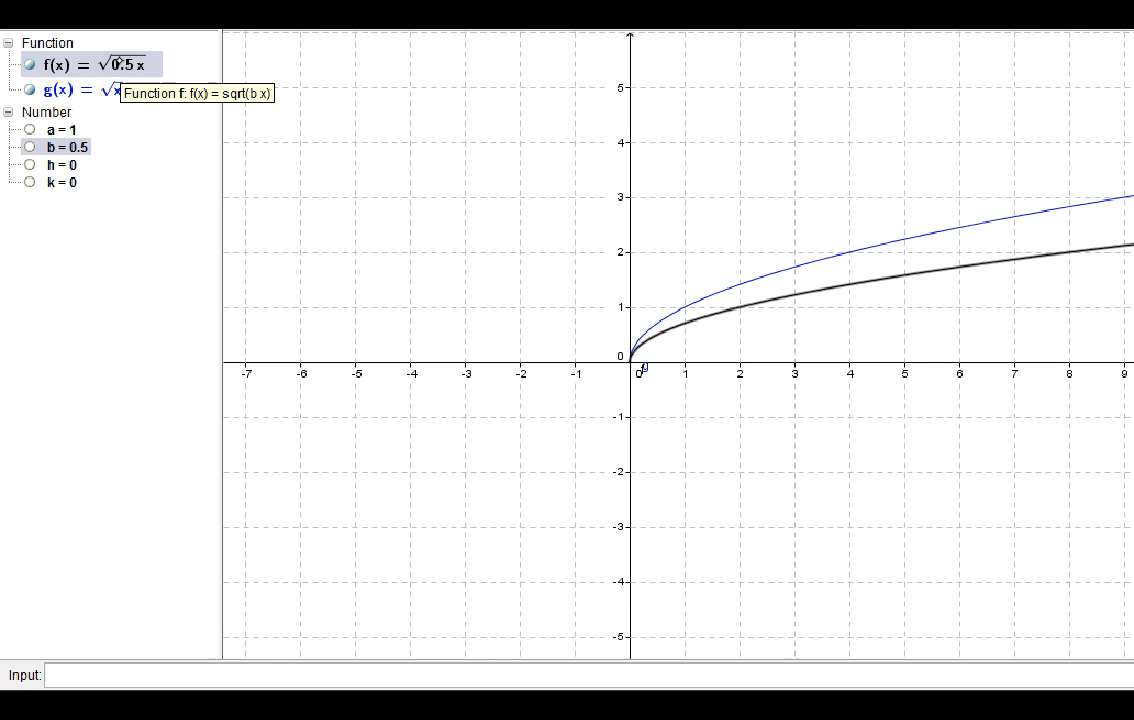 Function
f(x) = √0.5 x
g(x) = √x
Function f: f(x) = sqrt(b x)
Number
a = 1
b = 0.5
h = 0
k = 0
5
4
3
2
1
0
-7 -6 -5 -4 -3 -2 -1 0 g 1 2 3 4 5 6 7 8 9
-1
-2
-3
-4
-5
Input: